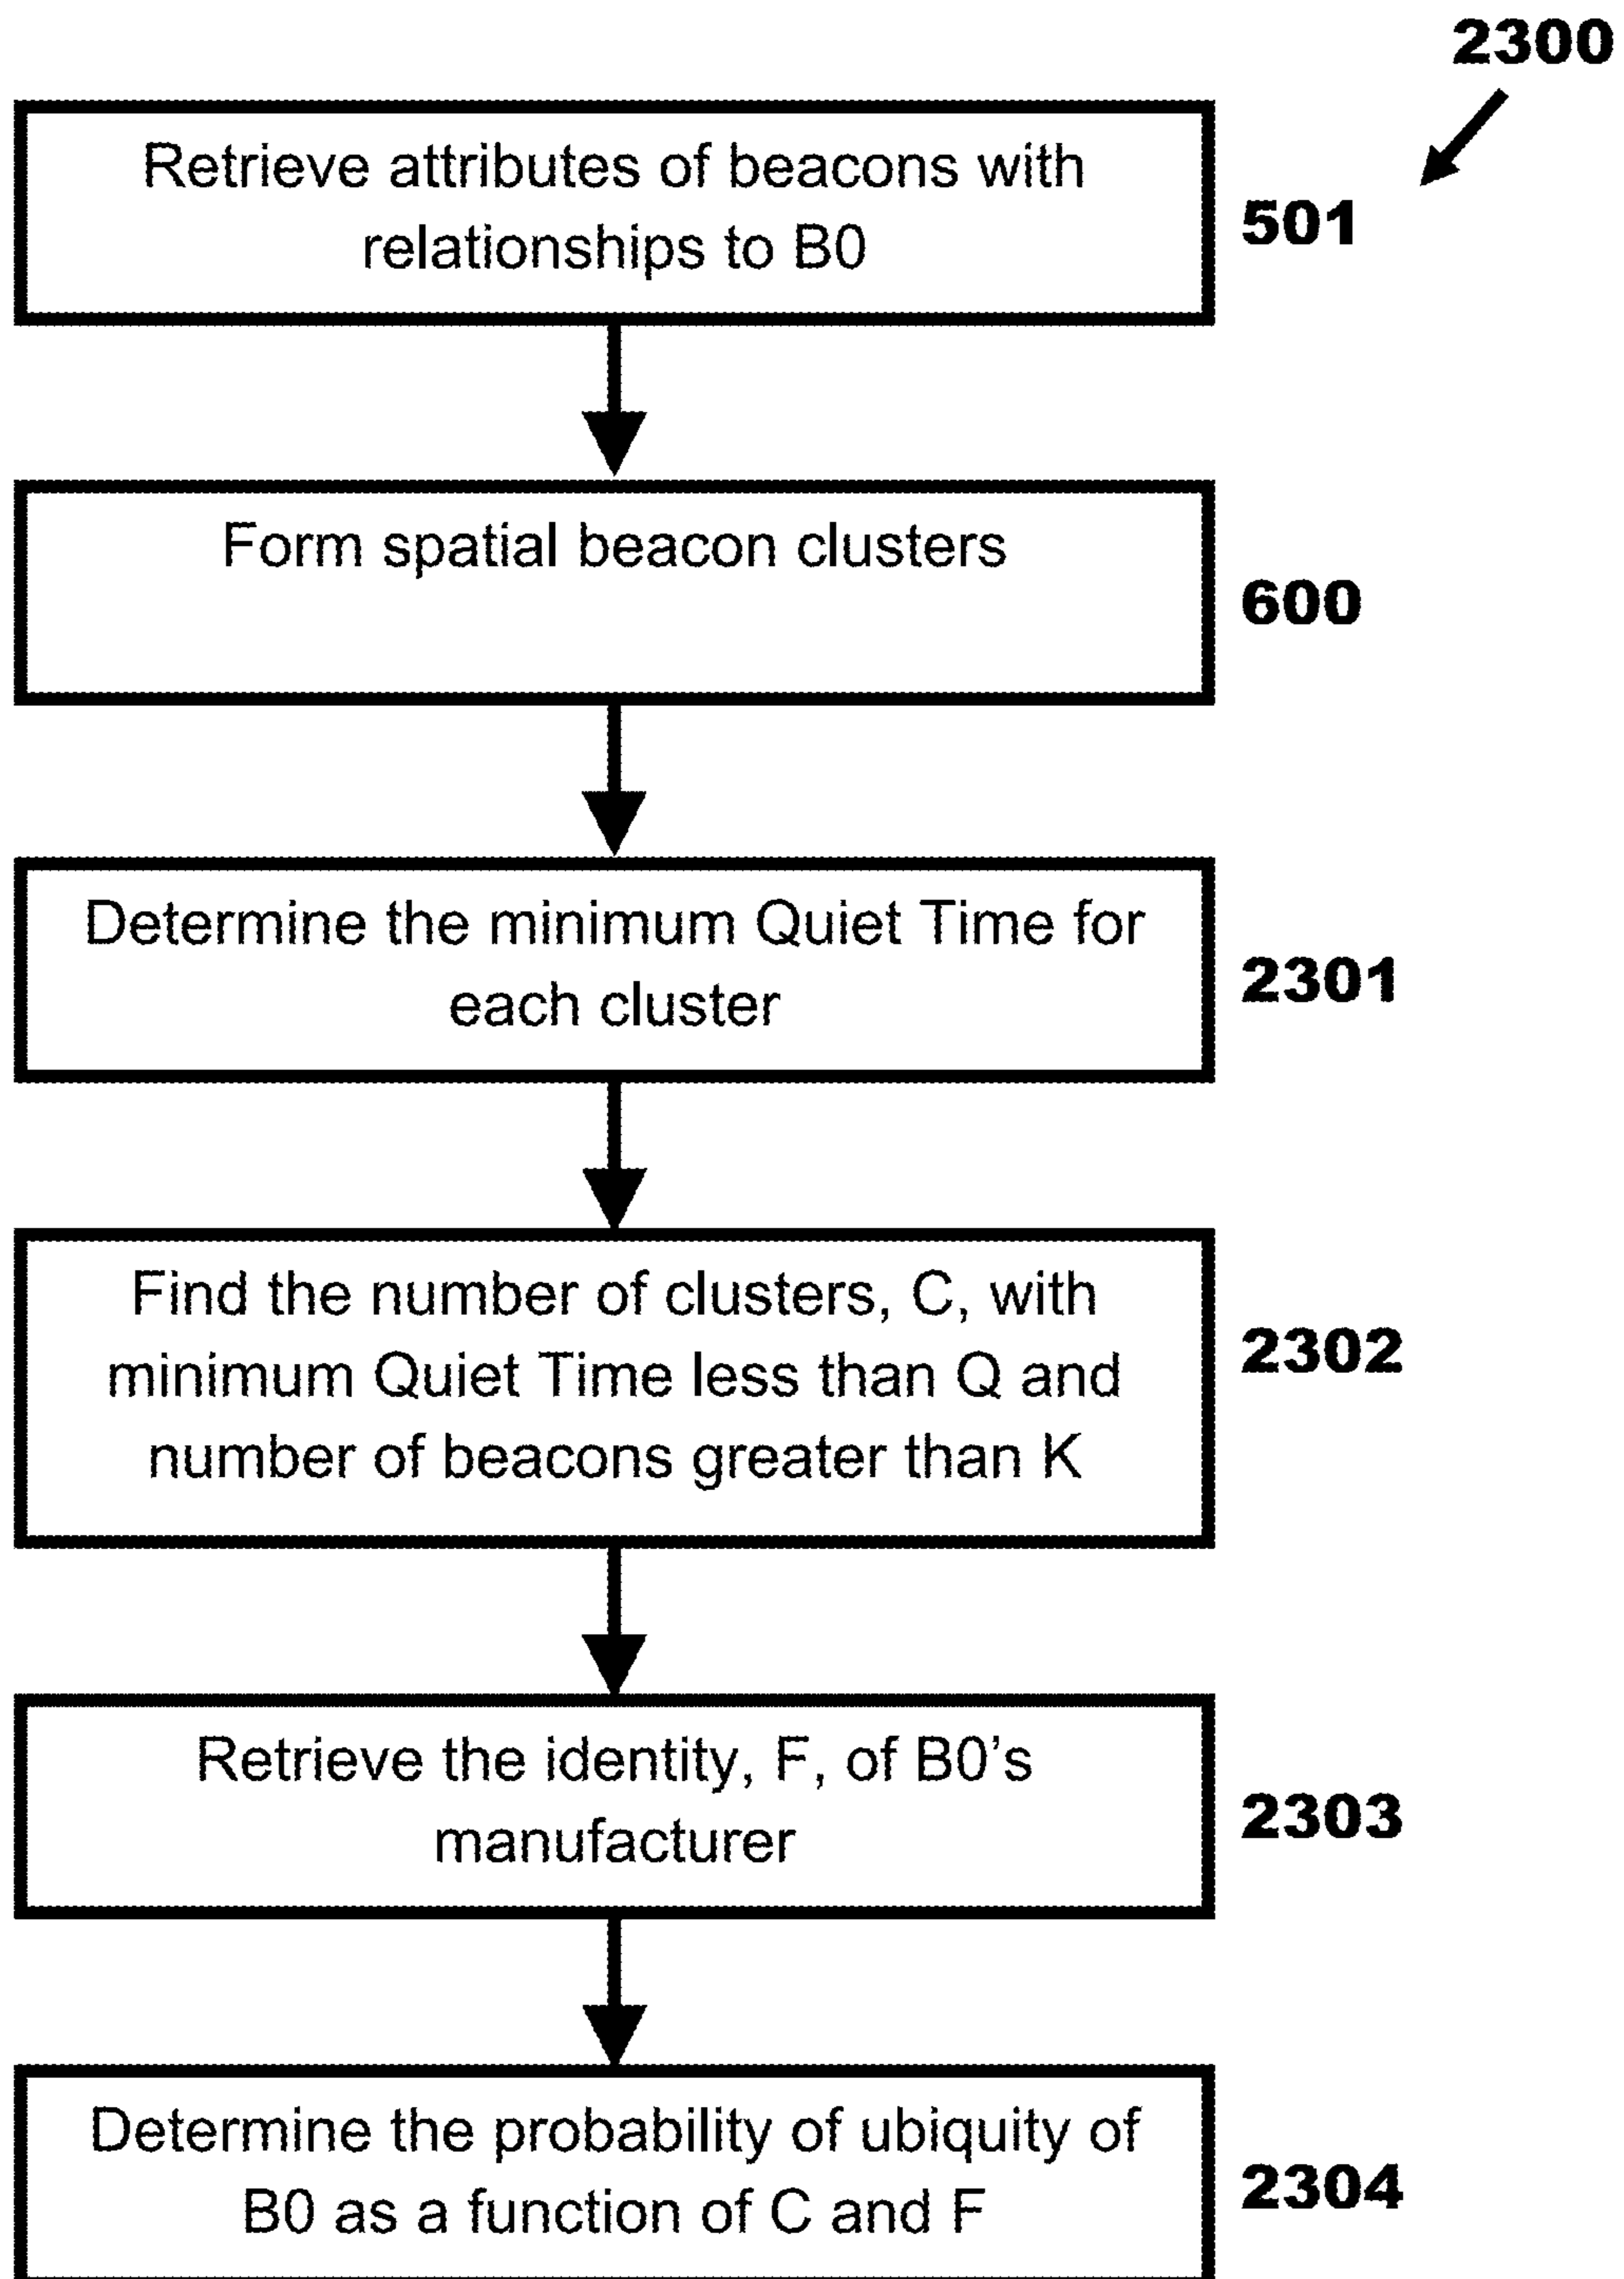 2300
Retrieve attributes of beacons with
relationships to B0
501
Form spatial beacon clusters
600
Determine the minimum Quiet Time for
each cluster
2301
Find the number of clusters, C, with
minimum Quiet Time less than Q and
number of beacons greater than K
2302
Retrieve the identity, F, of B0’s
manufacturer
2303
Determine the probability of ubiquity of
B0 as a function of C and F
2304